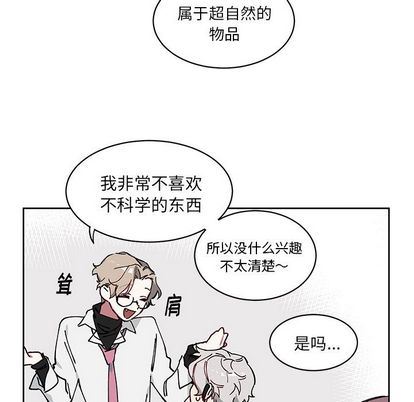 属于超自然的
物品
我非常不喜欢
不科学的东西
所以没什么兴趣
不太清楚～
耸
肩
是吗...